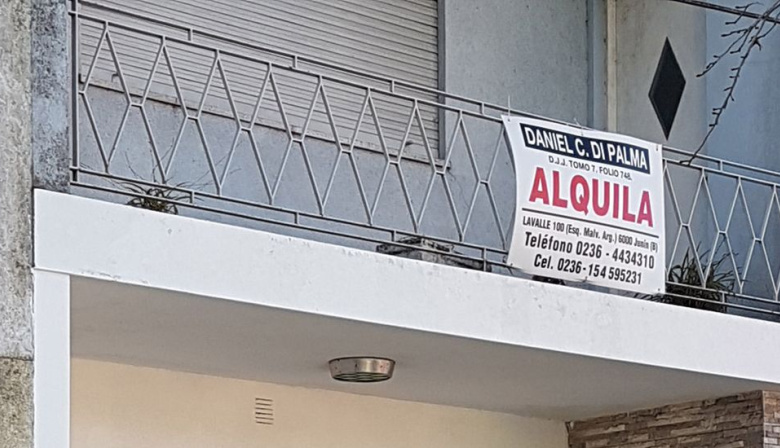 DANIEL C. DI PALMA
D.J.J. TOMO 7. FOLIO 748.
ALQUILA
LAVALLE 100 (Esq. Malv. Arg.) 6000 Junín (B)
Teléfono 0236 - 4434310
Cel. 0236-154 595231